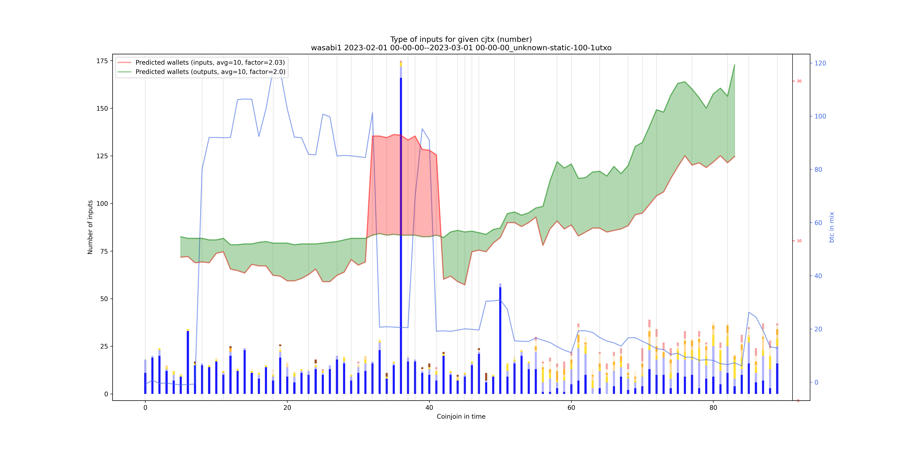 Type of inputs for given cjtx (number)
wasabi1 2023-02-01 00-00-00--2023-03-01 00-00-00_unknown-static-100-1utxo
Predicted wallets (inputs, avg=10, factor=2.03)
Predicted wallets (outputs, avg=10, factor=2.0)
175
150
125
100
75
50
25
0
Number of inputs
0
20
40
60
80
Coinjoin in time
120
100
80
60
40
20
0
btc in mix